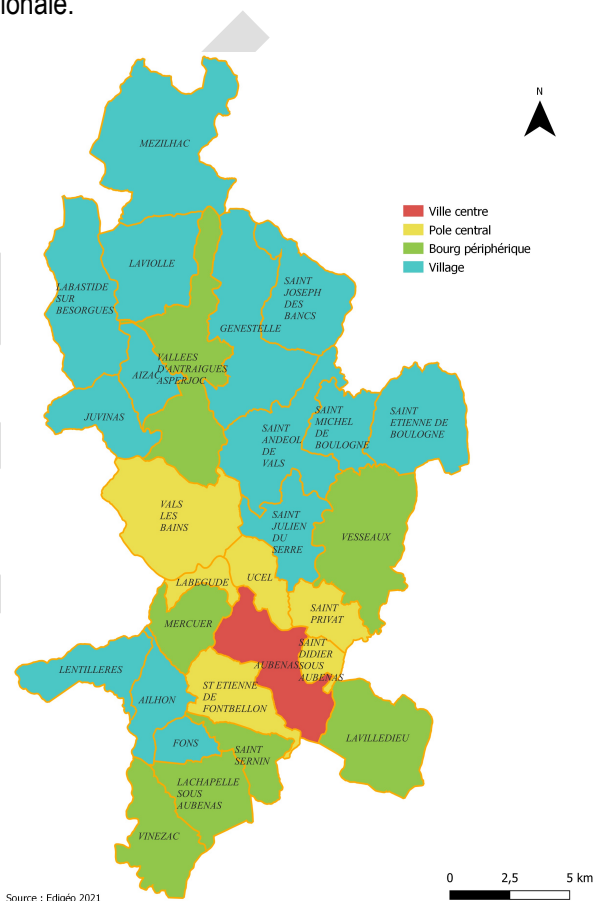 ionale.
N
MEZILHAC
Ville centre
Pole central
Bourg périphérique
Village
LAVIOLLE
LABASTIDE
SUR
BESORGUES
SAINT
JOSEPH
DES
BANCS
GENESTELLE
VALLEES
D'ANTRAIGUES
ASPERJOC
AIZAC
JUVINAS
SAINT
MICHEL
DE
BOULOGNE
SAINT
ETIENNE DE
BOULOGNE
SAINT
ANDEOL
DE
VALS
VALS
LES
BAINS
SAINT
JULIEN
DU
SERRE
VESSEAUX
UCEL
LABEGUDE
SAINT
PRIVAT
MERCUER
SAINT
DIDIER
SOUS
AUBENAS
AUBENAS
LENTILLERES
AILHON
ST ETIENNE
DE
FONTBELLON
LAVILLEDIEU
FONS
SAINT
SERNIN
LACHAPELLE
SOUS
AUBENAS
VINEZAC
0 2,5 5 km
Source : Edigéo 2021